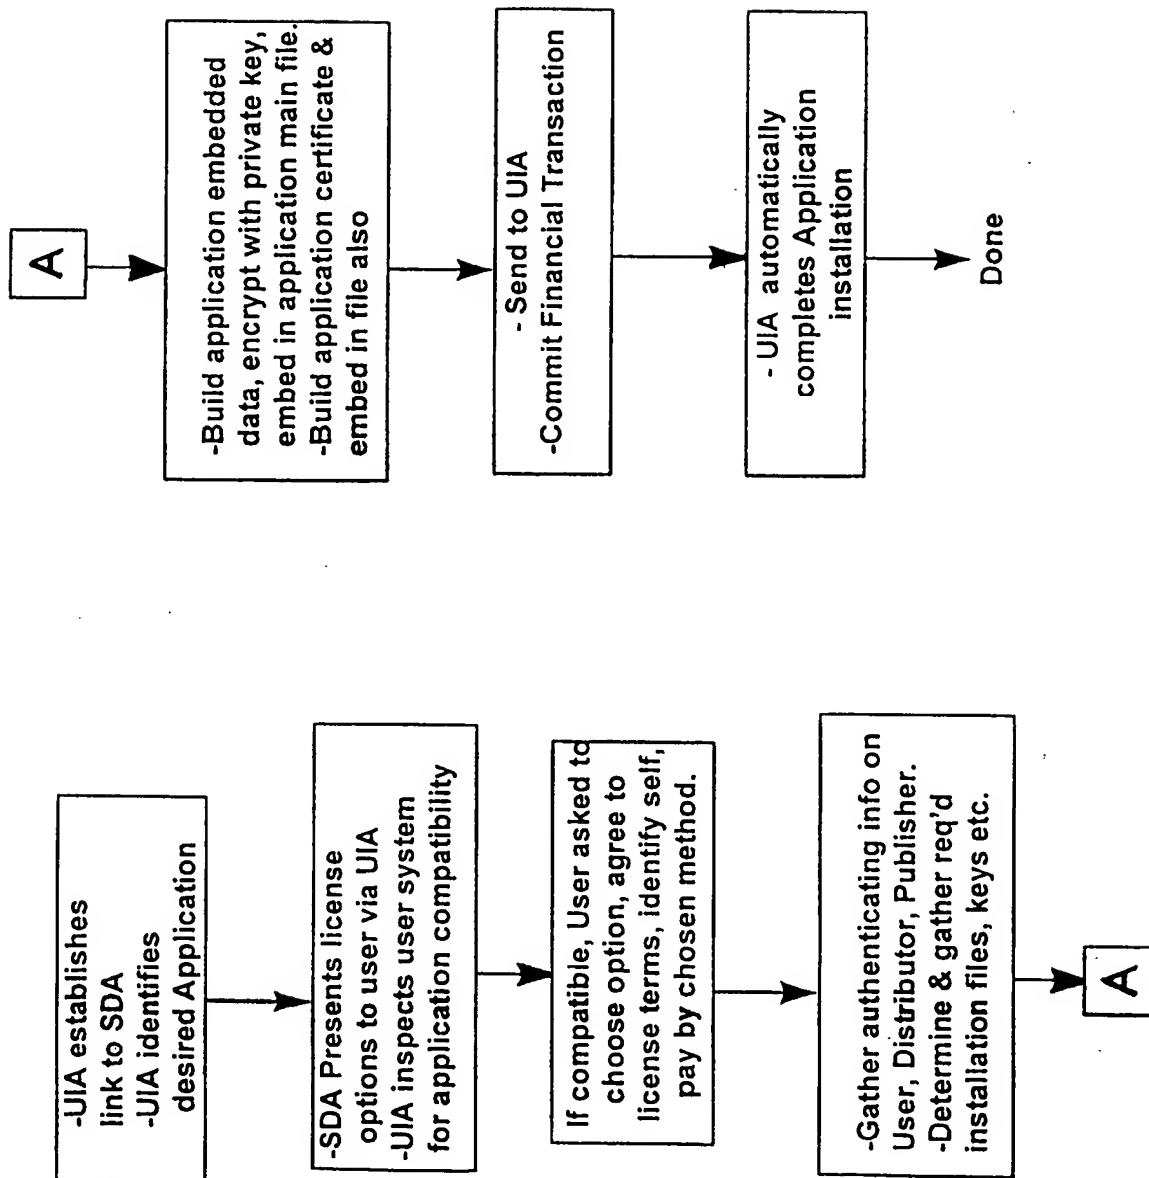 -UIA establishes
link to SDA
-UIA identifies
desired Application
-SDA Presents license
options to user via UIA
-UIA inspects user system
for application compatibility
If compatible, User asked to
choose option, agree to
license terms, identify self,
pay by chosen method.
-Gather authenticating info on
User, Distributor, Publisher.
-Determine & gather req'd
installation files, keys etc.
A
A
-Build application embedded
data, encrypt with private key,
embed in application main file.
-Build application certificate &
embed in file also
- Send to UIA
-Commit Financial Transaction
- UIA automatically
completes Application
installation
Done